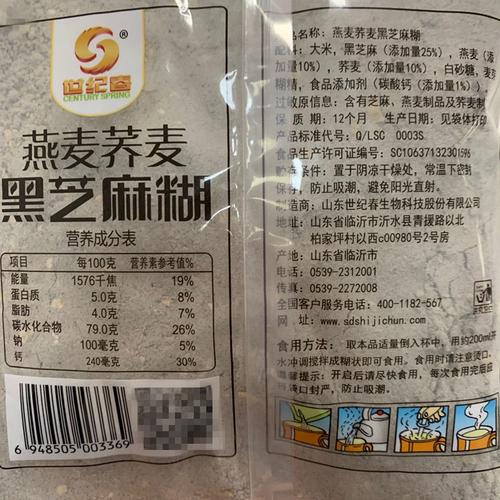 世纪春
®
CENTURY SPRING
燕麦荞麦
黑芝麻糊
营养成分表
项目 每100克 营养素参考值%
能量 1576千焦 19%
蛋白质 5.0克 8%
脂肪 4.0克 7%
碳水化合物 79.0克 26%
钠 100毫克 5%
钙 240毫克 30%
6 948505 003369
品名称：燕麦荞麦黑芝麻糊
配料：大米，黑芝麻（添加量25%），燕麦（
加量10%），荞麦（添加量10%），白砂糖，麦芽
糊精，食品添加剂（碳酸钙（添加量1%））
过敏原信息：含有芝麻，燕麦制品及荞麦制
保 质 期：12个月 生产日期：见袋体打印
产品标准代号：Q/LSC 0003S
食品生产许可证编号：SC10637132301596
贮存条件：置于阴凉干燥处，常温下密封
保存，防止吸潮，避免阳光直射。
制造商：山东省世纪春生物科技股份有限公司
地址：山东省临沂市沂水县青援路以北
柏家坪村以西c00980号2号房
产地：山东省临沂市
电话：0539-2312001
传真：0539-2272008
全国客户服务电话：400-1182-567
网 址：www.sdshijichun.com
食用方法：取本品适量倒入杯中，用约200ml开
水冲调搅拌成糊状即可食用。食用时请注意烫口。
温馨提示：开启后请尽快食用，每次食用完后由
袋口封严，防止吸潮。